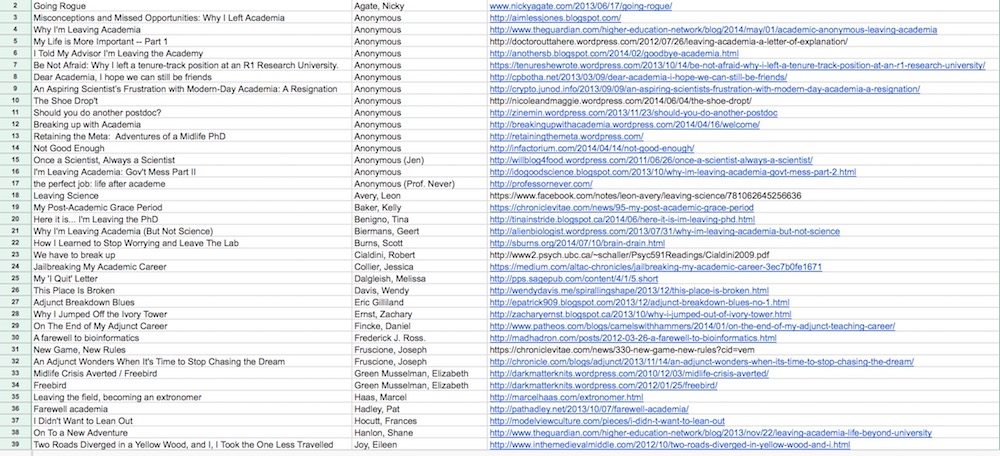 2 Going Rogue Agate, Nicky www.nickyagate.com/2013/06/17/going-rogue/
3 Misconceptions and Missed Opportunities: Why I Left Academia Anonymous http://aimlessjones.blogspot.com/
4 Why I'm Leaving Academia Anonymous http://www.theguardian.com/higher-education-network/blog/2014/may/01/academic-anonymous-leaving-academia
5 My Life is More Important -- Part 1 Anonymous http://doctorouttahere.wordpress.com/2012/07/26/leaving-academia-a-letter-of-explanation/
6 I Told My Advisor I'm Leaving the Academy Anonymous http://anothersb.blogspot.com/2014/02/goodbye-academia.html
7 Be Not Afraid: Why I left a tenure-track position at an R1 Research University. Anonymous https://tenureshewrote.wordpress.com/2013/10/14/be-not-afraid-why-i-left-a-tenure-track-position-at-an-r1-research-university/
8 Dear Academia, I hope we can still be friends Anonymous http://cpbotha.net/2013/03/09/dear-academia-i-hope-we-can-still-be-friends/
9 An Aspiring Scientist's Frustration with Modern-Day Academia: A Resignation Anonymous http://crypto.junod.info/2013/09/09/an-aspiring-scientists-frustration-with-modern-day-academia-a-resignation/
10 The Shoe Drop't Anonymous http://nicoleandmaggie.wordpress.com/2014/06/04/the-shoe-dropt/
11 Should you do another postdoc? Anonymous http://zinemin.wordpress.com/2013/11/23/should-you-do-another-postdoc
12 Breaking up with Academia Anonymous http://breakingupwithacademia.wordpress.com/2014/04/16/welcome/
13 Retaining the Meta: Adventures of a Midlife PhD Anonymous http://retainingthemeta.wordpress.com/
14 Not Good Enough Anonymous http://infactorium.com/2014/04/14/not-good-enough/
15 Once a Scientist, Always a Scientist Anonymous (Jen) http://willblog4food.wordpress.com/2011/06/26/once-a-scientist-always-a-scientist/
16 I'm Leaving Academia: Gov't Mess Part II Anonymous http://idogoodscience.blogspot.com/2013/10/why-im-leaving-academia-govt-mess-part-2.html
17 the perfect job: life after academe Anonymous (Prof. Never) http://professornever.com/
18 Leaving Science Avery, Leon https://www.facebook.com/notes/leon-avery/leaving-science/781062645256636
19 My Post-Academic Grace Period Baker, Kelly https://chroniclevitae.com/news/95-my-post-academic-grace-period
20 Here it is... I'm Leaving the PhD Benigno, Tina http://tinainstride.blogspot.ca/2014/06/here-it-is-im-leaving-phd.html
21 Why I'm Leaving Academia (But Not Science) Biermans, Geert http://alienbiologist.wordpress.com/2013/07/31/why-im-leaving-academia-but-not-science
22 How I Learned to Stop Worrying and Leave The Lab Burns, Scott http://sburns.org/2014/07/10/brain-drain.html
23 We have to break up Cialdini, Robert http://www2.psych.ubc.ca/~schaller/Psyc591Readings/Cialdini2009.pdf
24 Jailbreaking My Academic Career Collier, Jessica https://medium.com/altac-chronicles/jailbreaking-my-academic-career-3ec7b0fe1671
25 My 'I Quit' Letter Dalgleish, Melissa http://pps.sagepub.com/content/4/1/5.short
26 This Place Is Broken Davis, Wendy http://wendydavis.me/spirallingshape/2013/12/this-place-is-broken.html
27 Adjunct Breakdown Blues Eric Gilliland http://epatrick909.blogspot.com/2013/12/adjunct-breakdown-blues-no-1.html
28 Why I Jumped Off the Ivory Tower Ernst, Zachary http://zacharyernst.blogspot.ca/2013/10/why-i-jumped-out-of-ivory-tower.html
29 On The End of My Adjunct Career Fincke, Daniel http://www.patheos.com/blogs/camelswithhammers/2014/01/on-the-end-of-my-adjunct-teaching-career/
30 A farewell to bioinformatics Frederick J. Ross. http://madhadron.com/posts/2012-03-26-a-farewell-to-bioinformatics.html
31 New Game, New Rules Fruscione, Joseph https://chroniclevitae.com/news/330-new-game-new-rules?cid=vem
32 An Adjunct Wonders When It's Time to Stop Chasing the Dream Fruscione, Joseph http://chronicle.com/blogs/adjunct/2013/11/14/an-adjunct-wonders-when-its-time-to-stop-chasing-the-dream/
33 Midlife Crisis Averted / Freebird Green Musselman, Elizabeth http://darkmatterknits.wordpress.com/2010/12/03/midlife-crisis-averted/
34 Freebird Green Musselman, Elizabeth http://darkmatterknits.wordpress.com/2012/01/25/freebird/
35 Leaving the field, becoming an extronomer Haas, Marcel http://marcelhaas.com/extronomer.html
36 Farewell academia Hadley, Pat http://pathadley.net/2013/10/07/farewell-academia/
37 I Didn't Want to Lean Out Hocutt, Frances http://modelviewculture.com/pieces/i-didn-t-want-to-lean-out
38 On To a New Adventure Hanlon, Shane http://www.theguardian.com/higher-education-network/blog/2013/nov/22/leaving-academia-life-beyond-university
39 Two Roads Diverged in a Yellow Wood, and I, I Took the One Less Travelled Joy, Eileen http://www.inthemedievalmiddle.com/2012/10/two-roads-diverged-in-yellow-wood-and-i.html